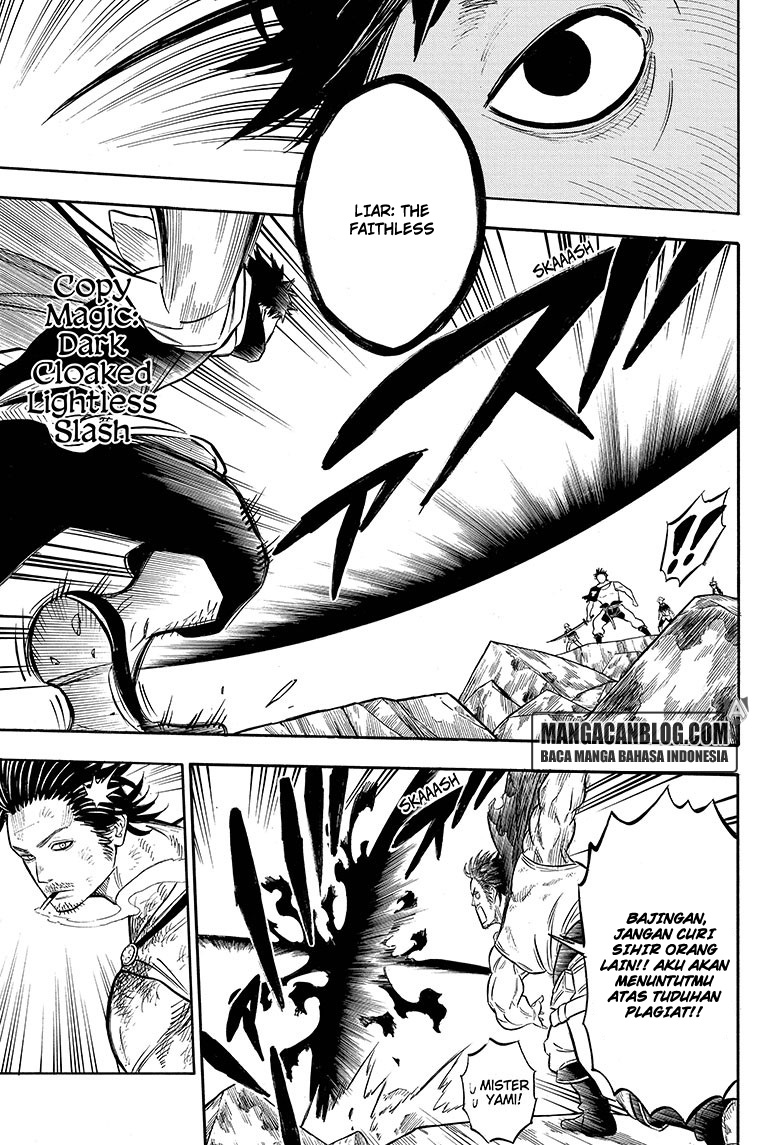 LIAR: THE
FAITHLESS
SKAAASH
SKAAASH
Copy
Magic:
Dark
Cloaked
Lightless
Slash
!!
MANGACANBLOG.COM
BACA MANGA BAHASA INDONESIA
BAJINGAN,
JANGAN CURI
SIHIR ORANG
LAIN!! AKU AKAN
MENUNTUTMU
ATAS TUDUHAN
PLAGIAT!!
SKAAASH
MISTER
YAMI!